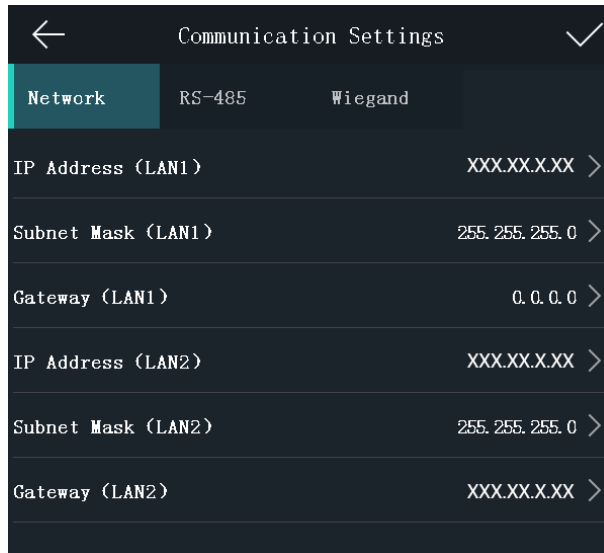 Communication Settings
Network RS-485 Wiegand
IP Address (LAN1) XXX.XX.X.XX
Subnet Mask (LAN1) 255.255.255.0
Gateway (LAN1) 0.0.0.0
IP Address (LAN2) XXX.XX.X.XX
Subnet Mask (LAN2) 255.255.255.0
Gateway (LAN2) XXX.XX.X.XX